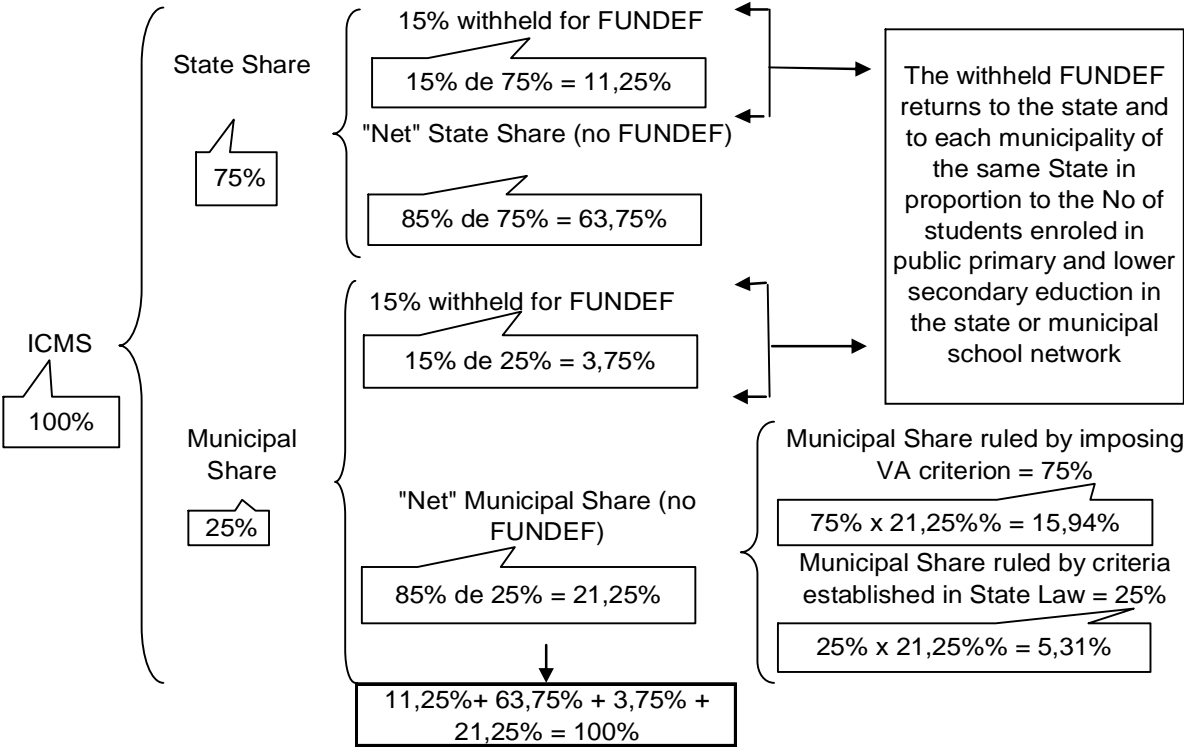 ICMS
100%
State Share
75%
15% withheld for FUNDEF
15% de 75% = 11,25%
"Net" State Share (no FUNDEF)
85% de 75% = 63,75%
The withheld FUNDEF
returns to the state and
to each municipality of
the same State in
proportion to the No of
students enroled in
public primary and lower
secondary eduction in
the state or municipal
school network
Municipal
Share
25%
15% withheld for FUNDEF
15% de 25% = 3,75%
"Net" Municipal Share (no
FUNDEF)
85% de 25% = 21,25%
Municipal Share ruled by imposing
VA criterion = 75%
75% x 21,25%% = 15,94%
Municipal Share ruled by criteria
established in State Law = 25%
25% x 21,25%% = 5,31%
11,25%+ 63,75% + 3,75% +
21,25% = 100%